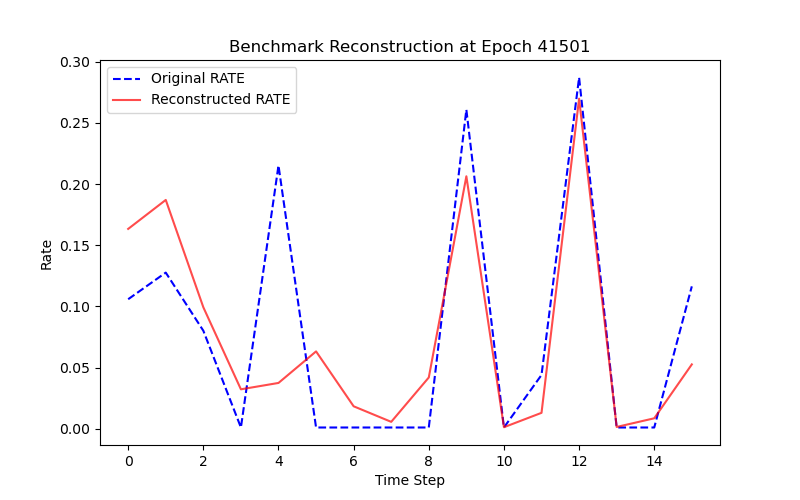 Benchmark Reconstruction at Epoch 41501
Original RATE
Reconstructed RATE
0.30
0.25
0.20
0.15
0.10
0.05
0.00
Rate
0 2 4 6 8 10 12 14
Time Step